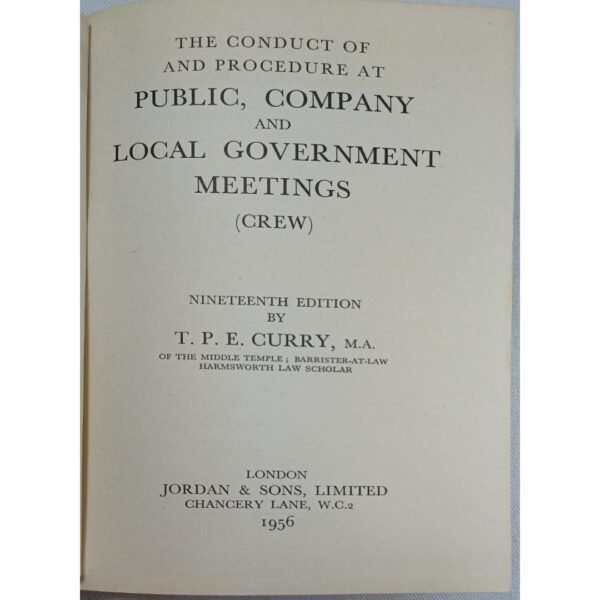 THE CONDUCT OF
AND PROCEDURE AT
PUBLIC, COMPANY
AND
LOCAL GOVERNMENT
MEETINGS
(CREW)
NINETEENTH EDITION
BY
T. P. E. CURRY, M.A.
OF THE MIDDLE TEMPLE; BARRISTER-AT-LAW
HARMSWORTH LAW SCHOLAR
LONDON
JORDAN & SONS, LIMITED
CHANCERY LANE, W.C.2
1956